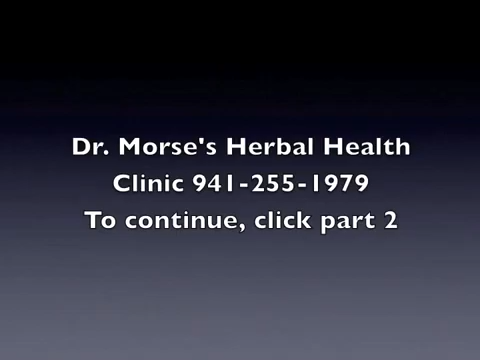 Dr. Morse's Herbal Health
Clinic 941-255-1979
To continue, click part 2